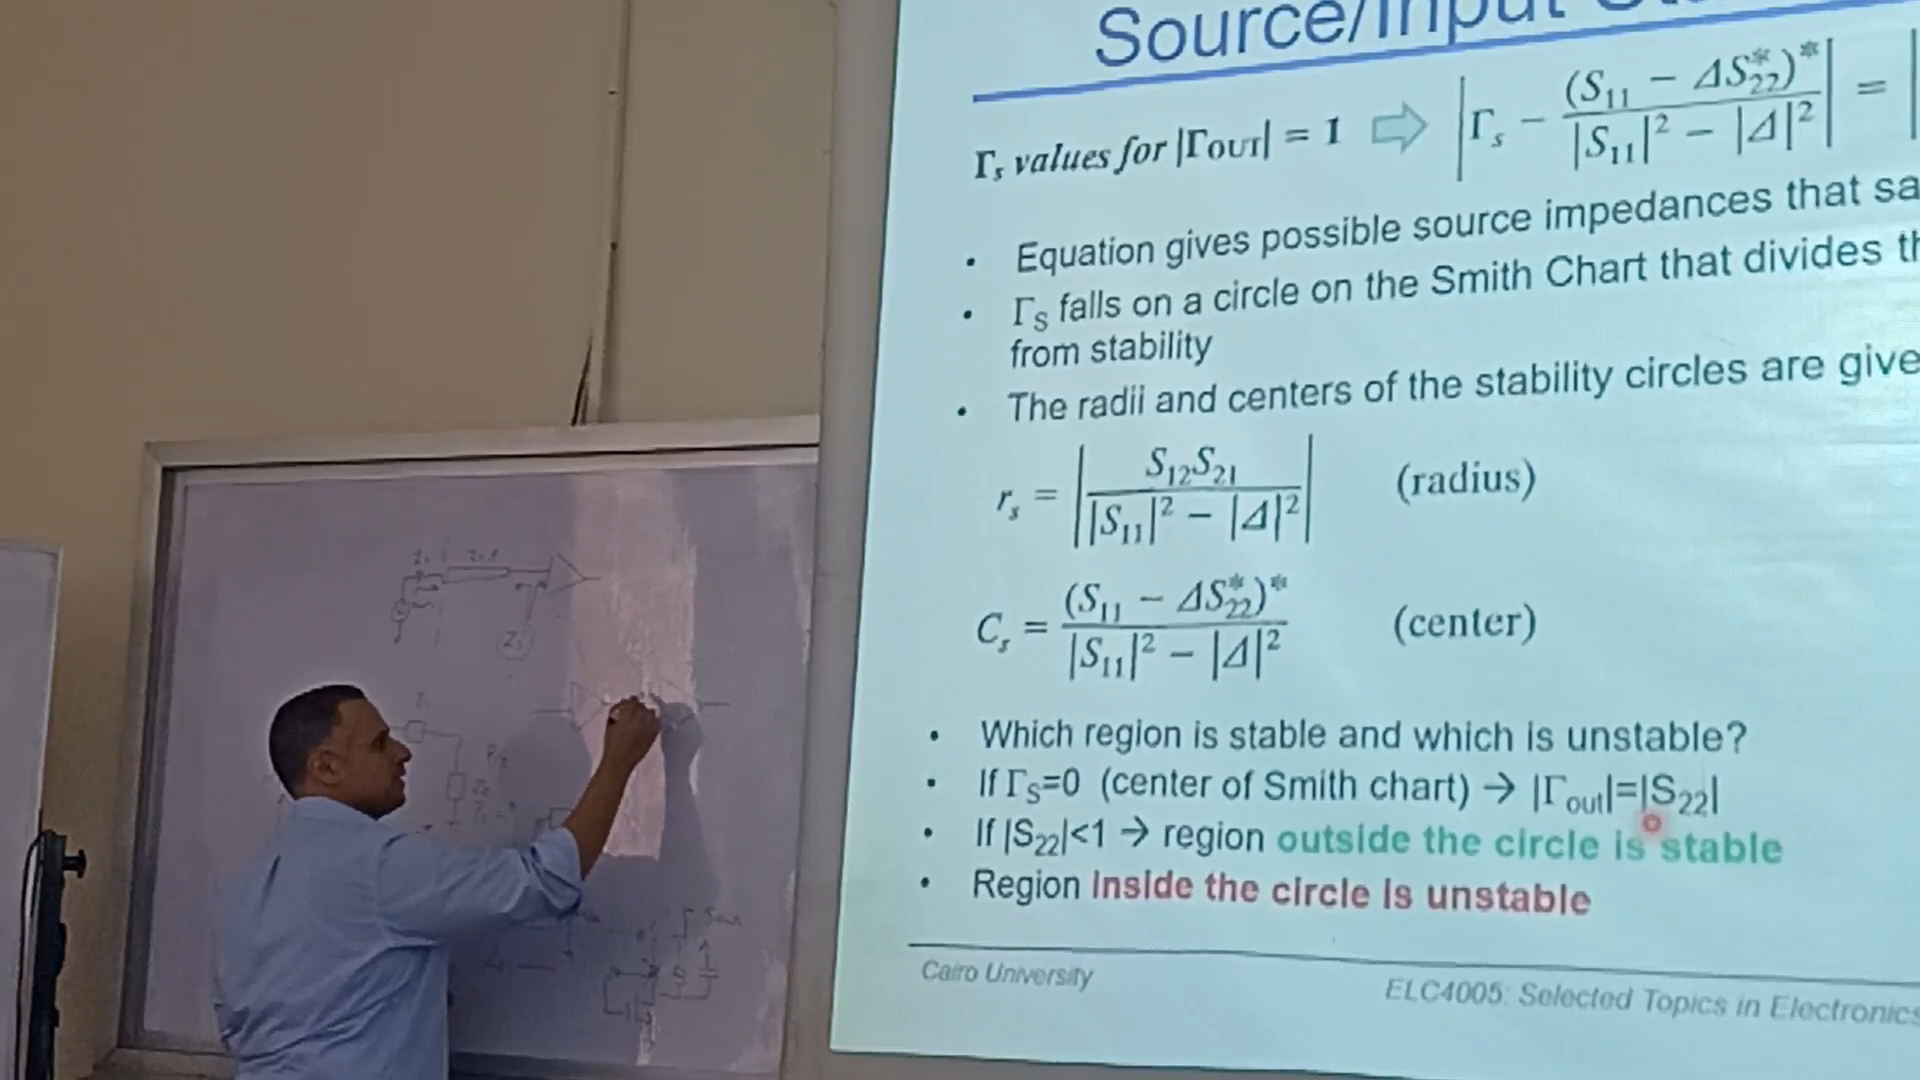 Source/Input
Γs values for |ΓOUT| = 1 ⇨ |Γs − (S11 − ΔS22*)* / (|S11|² − |Δ|²)| = |
• Equation gives possible source impedances that sa
• ΓS falls on a circle on the Smith Chart that divides th
from stability
• The radii and centers of the stability circles are give
rs = |S12S21 / (|S11|² − |Δ|²)| (radius)
Cs = (S11 − ΔS22*)* / (|S11|² − |Δ|²) (center)
• Which region is stable and which is unstable?
• If ΓS=0 (center of Smith chart) → |Γout|=|S22|
• If |S22|<1 → region outside the circle is stable
• Region inside the circle is unstable
Cairo University
ELC4005: Selected Topics in Electronics